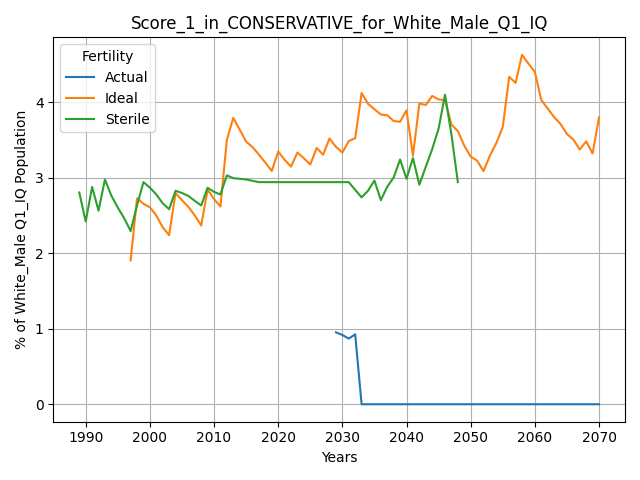 Score_1_in_CONSERVATIVE_for_White_Male_Q1_IQ
Fertility
Actual
Ideal
Sterile
% of White_Male Q1_IQ Population
4
3
2
1
0
1990 2000 2010 2020 2030 2040 2050 2060 2070
Years